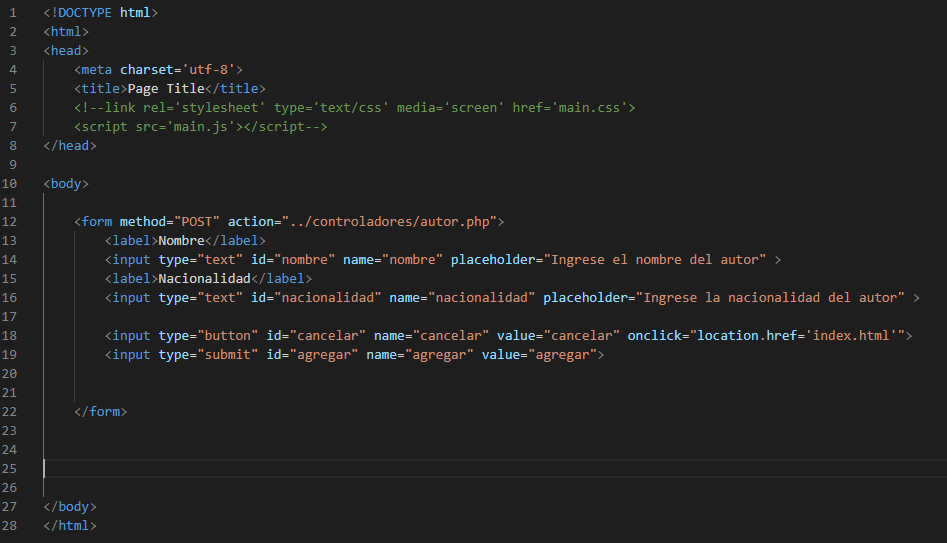 1 <!DOCTYPE html>
2 <html>
3 <head>
4     <meta charset='utf-8'>
5     <title>Page Title</title>
6     <!--link rel='stylesheet' type='text/css' media='screen' href='main.css'>
7     <script src='main.js'></script-->
8 </head>
9
10 <body>
11
12     <form method="POST" action="../controladores/autor.php">
13         <label>Nombre</label>
14         <input type="text" id="nombre" name="nombre" placeholder="Ingrese el nombre del autor" >
15         <label>Nacionalidad</label>
16         <input type="text" id="nacionalidad" name="nacionalidad" placeholder="Ingrese la nacionalidad del autor" >
17
18         <input type="button" id="cancelar" name="cancelar" value="cancelar" onclick="location.href='index.html'">
19         <input type="submit" id="agregar" name="agregar" value="agregar">
20
21
22     </form>
23
24
25
26
27 </body>
28 </html>